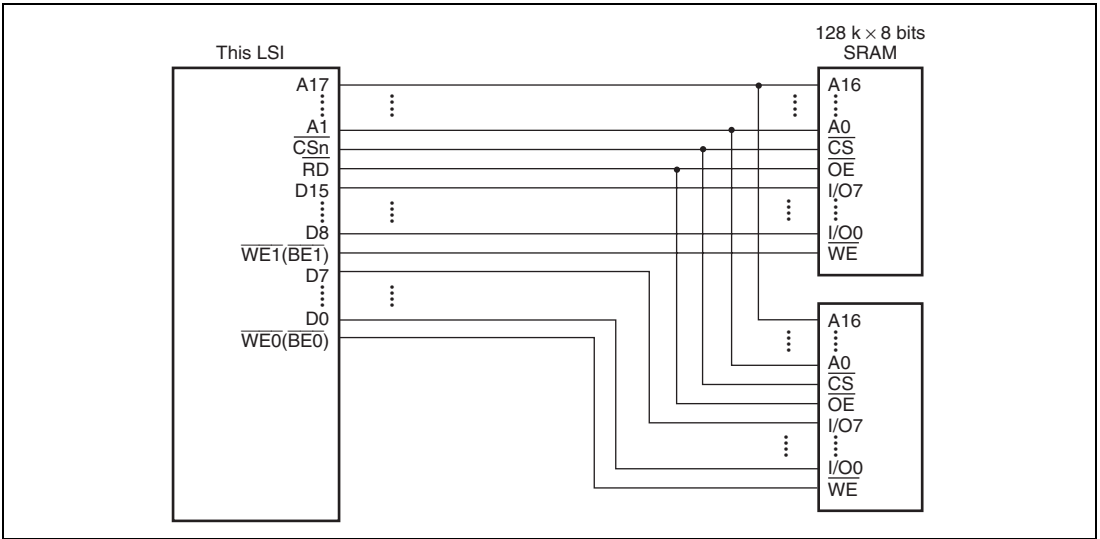 This LSI
A17
A1
CSn
RD
D15
D8
WE1(BE1)
D7
D0
WE0(BE0)
128 k × 8 bits
SRAM
A16
A0
CS
OE
I/O7
I/O0
WE
A16
A0
CS
OE
I/O7
I/O0
WE